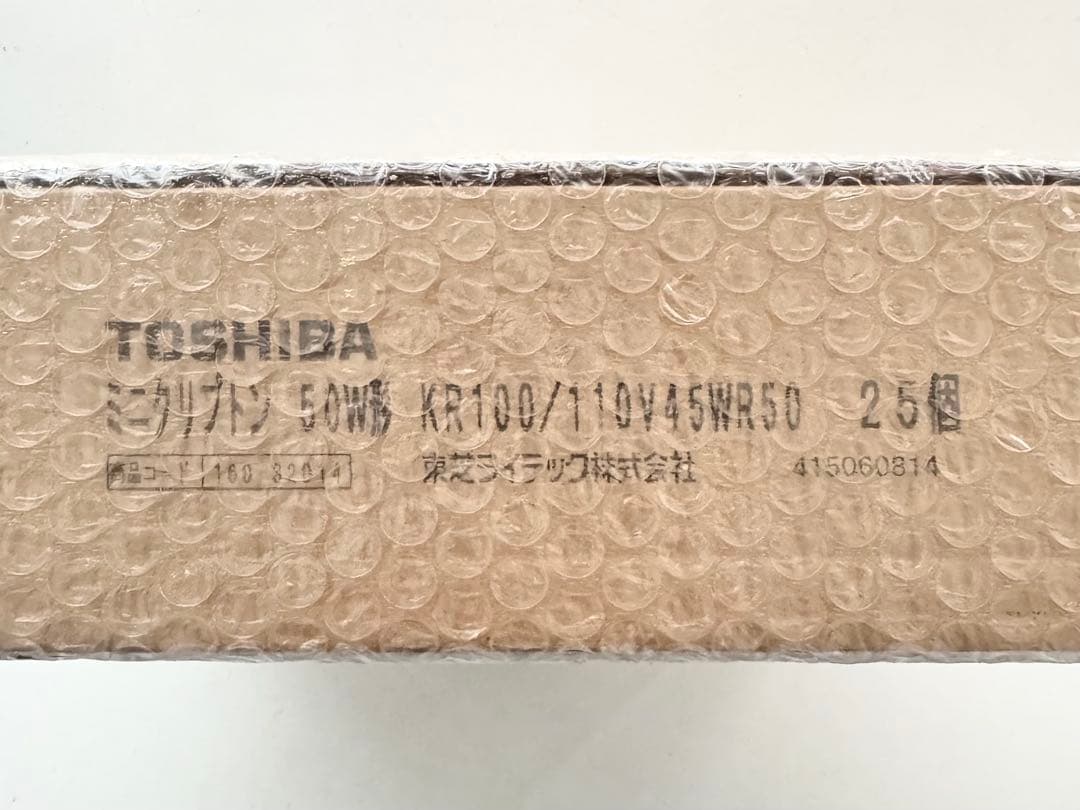 TOSHIBA
ミニクリプトン 50W形 KR100/110V45WR50 25個
商品コード 160 32014 東芝ライテック株式会社 415060814